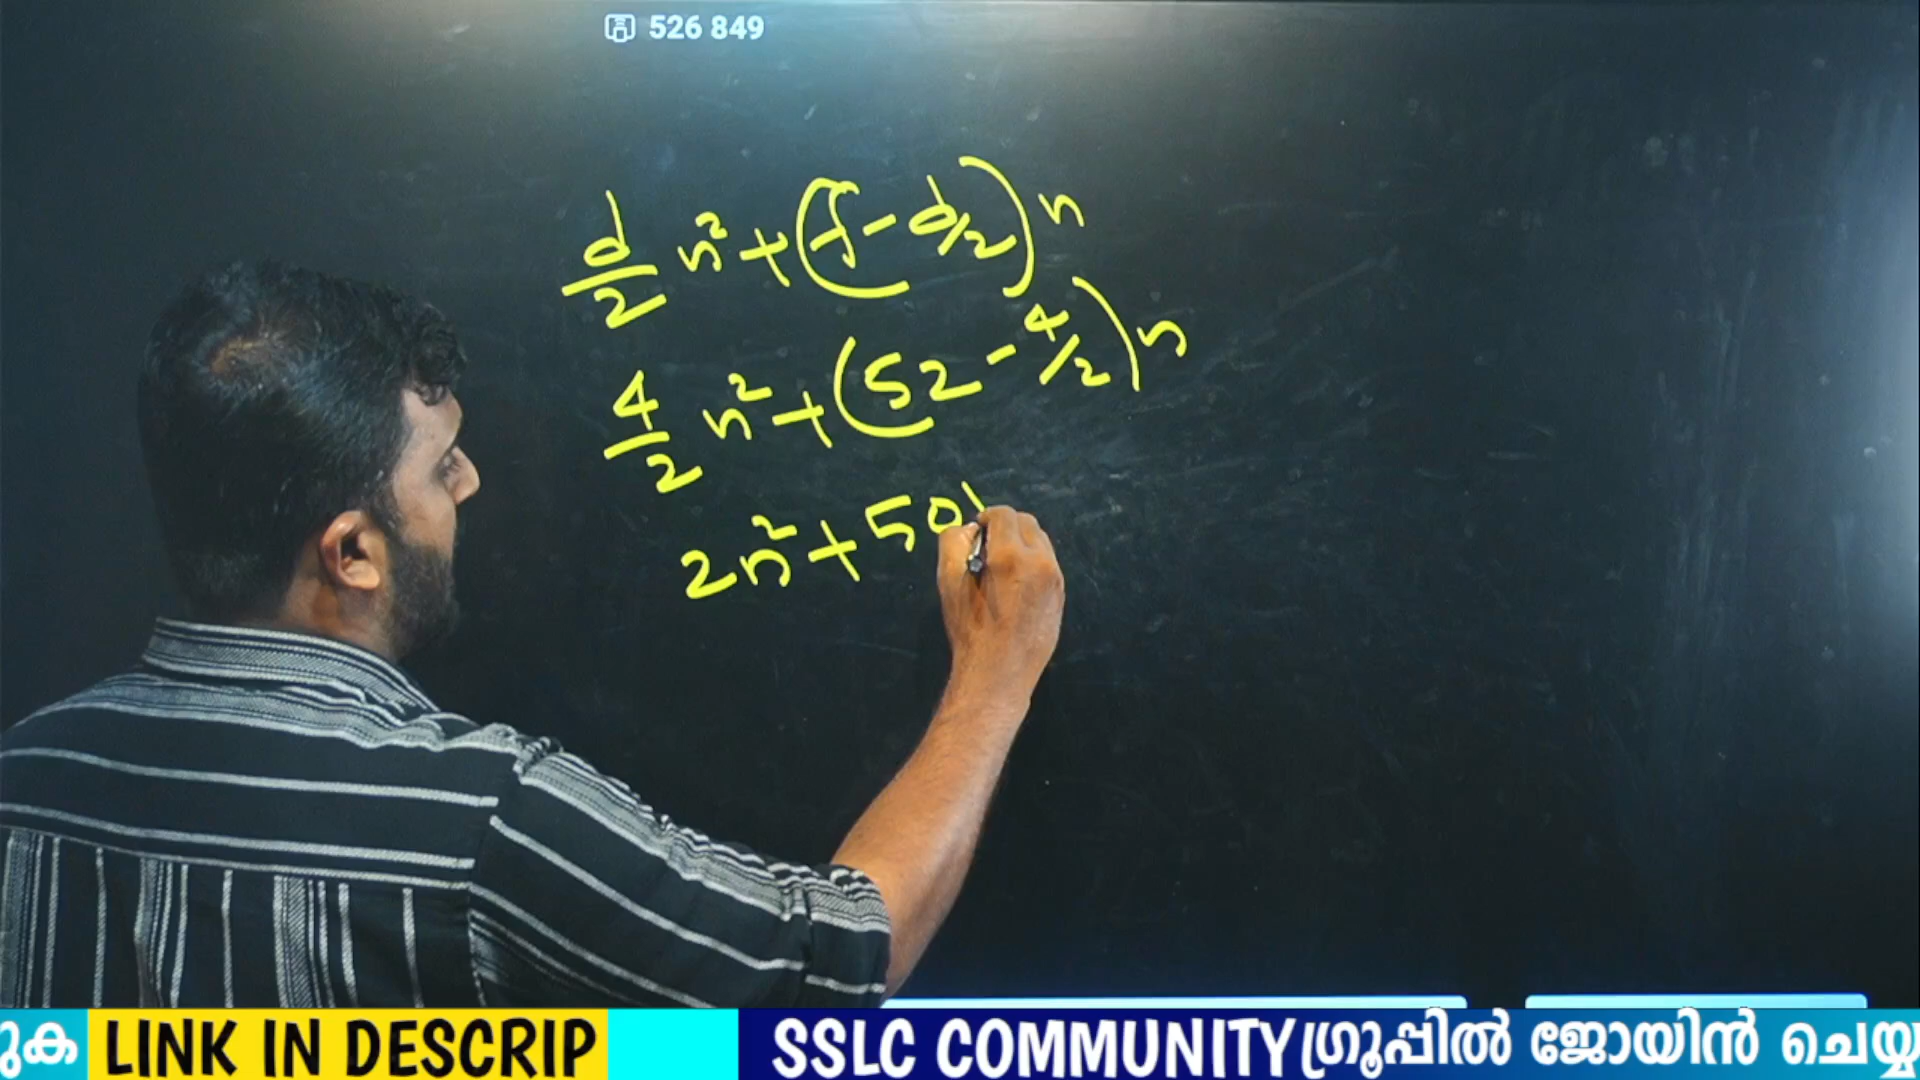 526 849
d/2 n² + (f - d/2)n
4/2 n² + (52 - 4/2)n
2n² + 50
ുക LINK IN DESCRIP SSLC COMMUNITY ഗ്രൂപ്പിൽ ജോയിൻ ചെയ്യ